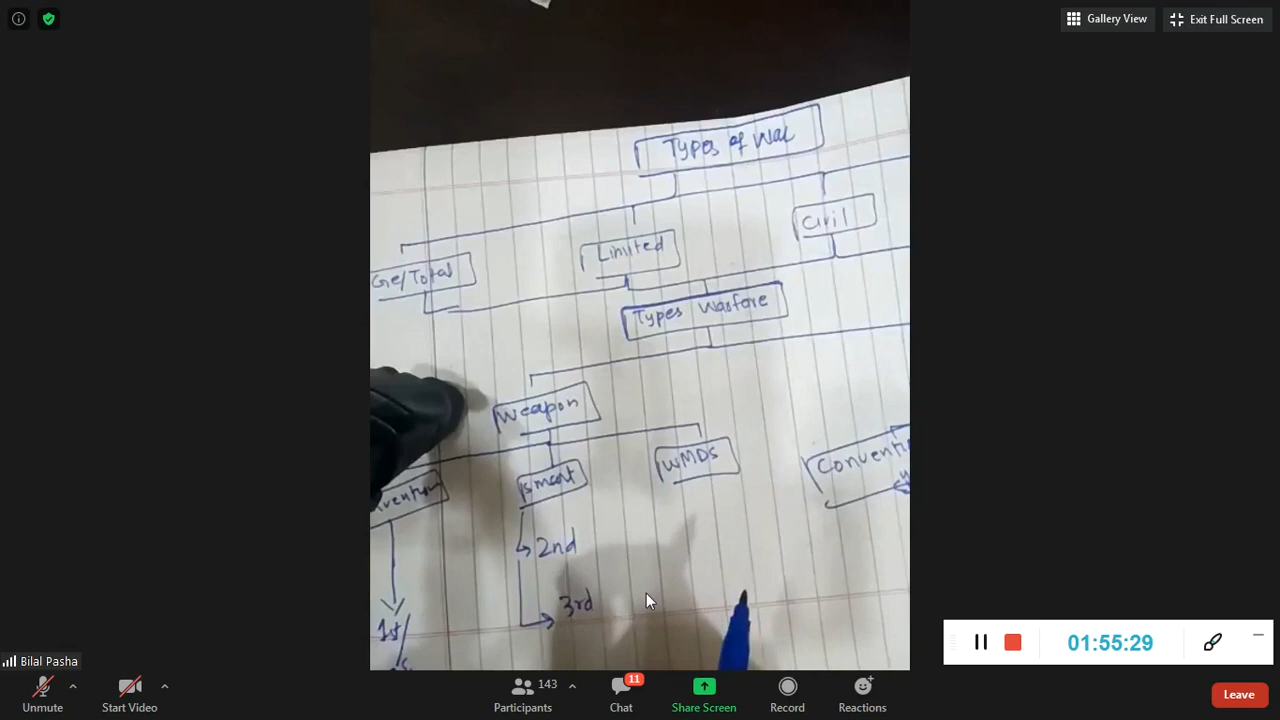 Gallery View
Exit Full Screen
Types of War
Ge/Total
Limited
Civil
Types Warfare
Weapon
nvention
smart
WMDs
Conventi
2nd
3rd
1st/
Bilal Pasha
01:55:29
Unmute
Start Video
143
Participants
11
Chat
Share Screen
Record
Reactions
Leave